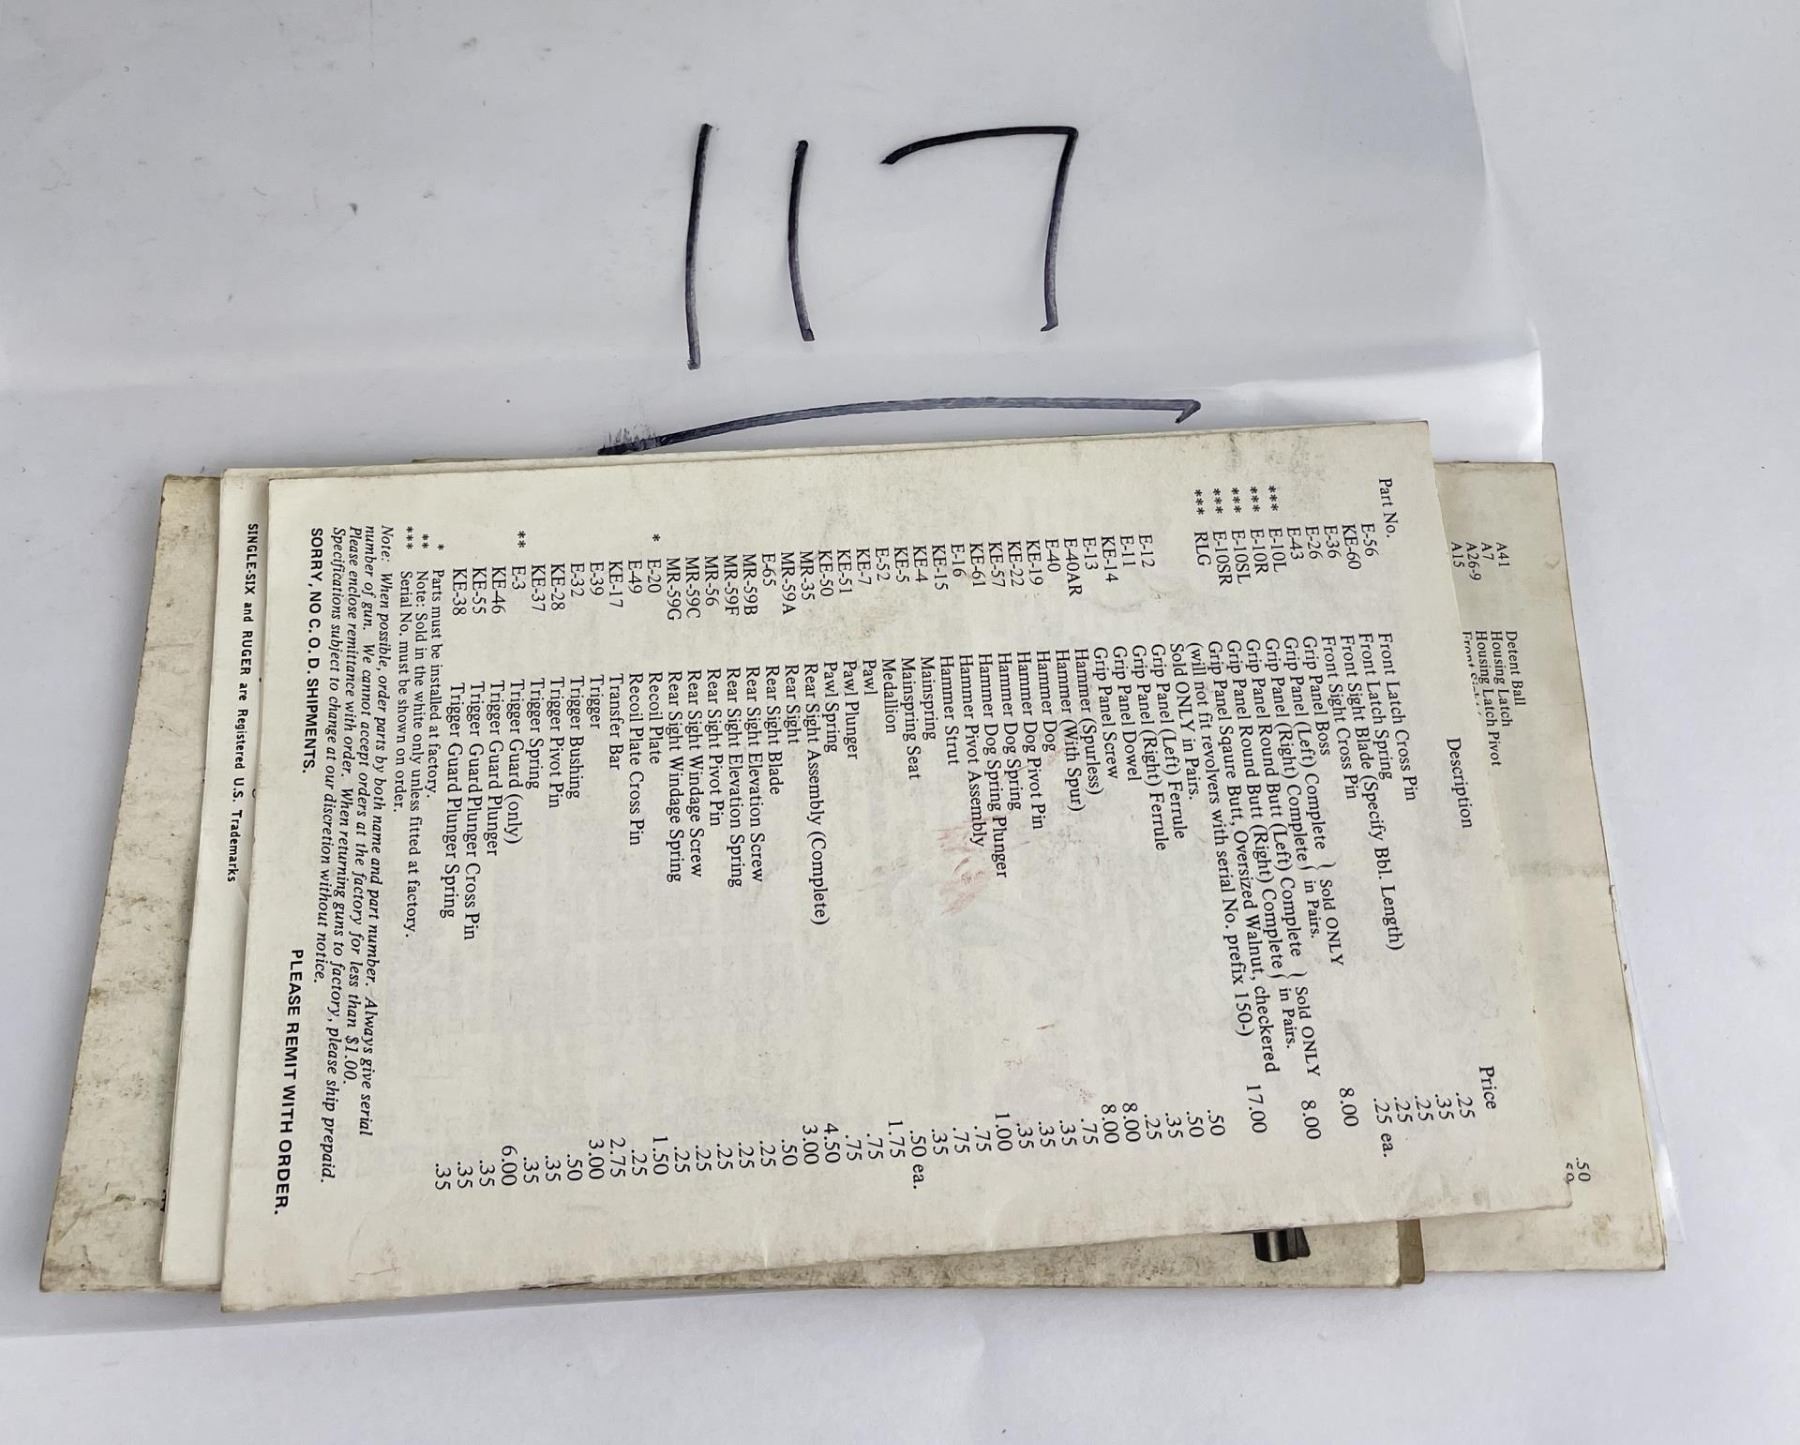 117
A41 Detent Ball .50
A7 Housing Latch
A26-9 Housing Latch Pivot
A15 Front
Part No. Description Price
E-56 Front Latch Cross Pin .25
KE-60 Front Latch Spring .35
E-36 Front Sight Blade (Specify Bbl. Length) .25
E-26 Front Sight Cross Pin .25
E-43 Grip Panel Boss .25 ea.
*** E-10L Grip Panel (Left) Complete } Sold ONLY
*** E-10R Grip Panel (Right) Complete } in Pairs. 8.00
*** E-10SL Grip Panel Round Butt (Left) Complete } Sold ONLY
*** E-10SR Grip Panel Round Butt (Right) Complete } in Pairs. 8.00
*** RLG Grip Panel Sqaure Butt, Oversized Walnut, checkered 17.00
(will not fit revolvers with serial No. prefix 150-)
Sold ONLY in Pairs.
E-12 Grip Panel (Left) Ferrule .50
E-11 Grip Panel (Right) Ferrule .50
KE-14 Grip Panel Dowel .35
E-13 Grip Panel Screw .25
E-40AR Hammer (Spurless) 8.00
E-40 Hammer (With Spur) 8.00
KE-19 Hammer Dog .75
KE-22 Hammer Dog Pivot Pin .35
KE-57 Hammer Dog Spring .35
KE-61 Hammer Dog Spring Plunger .35
E-16 Hammer Pivot Assembly 1.00
KE-15 Hammer Strut .75
KE-4 Mainspring .75
KE-5 Mainspring Seat .35
E-52 Medallion .50 ea.
KE-7 Pawl 1.75
KE-51 Pawl Plunger .75
KE-50 Pawl Spring .75
MR-35 Rear Sight Assembly (Complete) 4.50
MR-59A Rear Sight 3.00
E-65 Rear Sight Blade .50
MR-59B Rear Sight Elevation Screw .25
MR-59F Rear Sight Elevation Spring .25
MR-56 Rear Sight Pivot Pin .25
MR-59C Rear Sight Windage Screw .25
MR-59G Rear Sight Windage Spring .25
* E-20 Recoil Plate 1.50
E-49 Recoil Plate Cross Pin .25
KE-17 Transfer Bar 2.75
E-39 Trigger 3.00
E-32 Trigger Bushing .50
KE-28 Trigger Pivot Pin .35
KE-37 Trigger Spring .35
** E-3 Trigger Guard (only) 6.00
KE-46 Trigger Guard Plunger .35
KE-55 Trigger Guard Plunger Cross Pin .35
KE-38 Trigger Guard Plunger Spring .35
* Parts must be installed at factory.
** Note: Sold in the white only unless fitted at factory.
*** Serial No. must be shown on order.
Note: When possible, order parts by both name and part number. Always give serial
number of gun. We cannot accept orders at the factory for less than $1.00.
Please enclose remittance with order. When returning guns to factory, please ship prepaid.
Specifications subject to change at our discretion without notice.
SORRY, NO C. O. D. SHIPMENTS. PLEASE REMIT WITH ORDER.
SINGLE-SIX and RUGER are Registered U.S. Trademarks